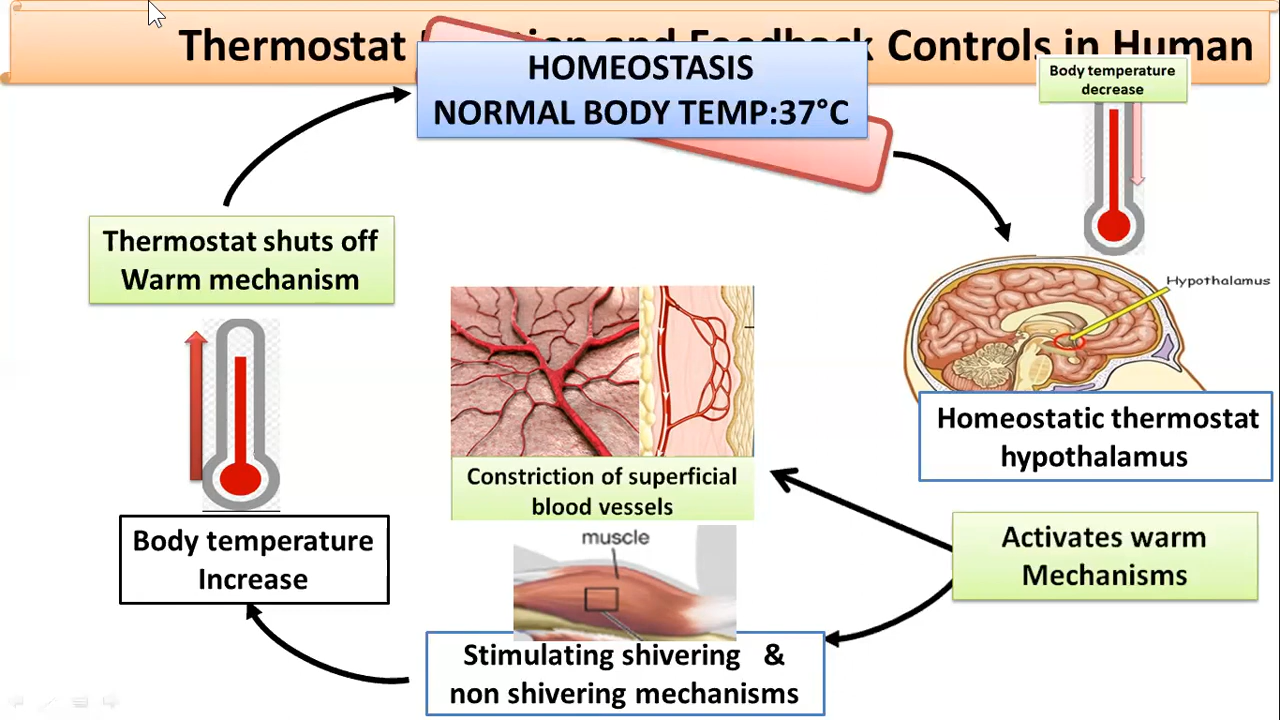 Thermostat Function and Feedback Controls in Human
HOMEOSTASIS
NORMAL BODY TEMP:37°C
Body temperature
decrease
Thermostat shuts off
Warm mechanism
Hypothalamus
Homeostatic thermostat
hypothalamus
Constriction of superficial
blood vessels
Activates warm
Mechanisms
muscle
Body temperature
Increase
Stimulating shivering &
non shivering mechanisms